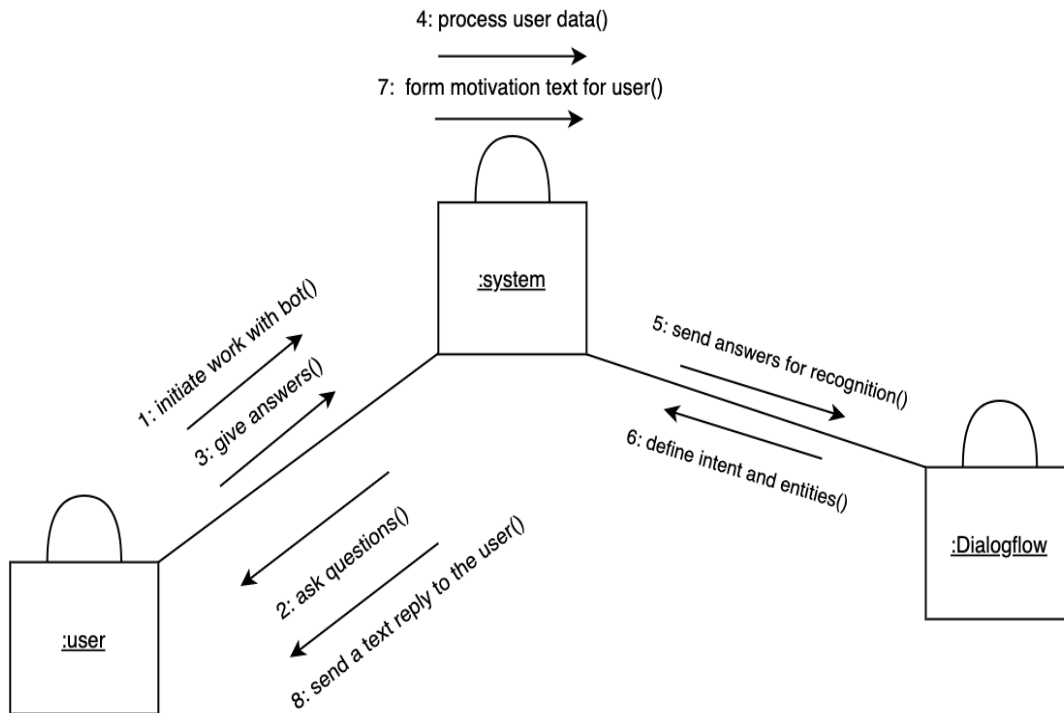 4: process user data()
7: form motivation text for user()
:system
1: initiate work with bot()
3: give answers()
5: send answers for recognition()
6: define intent and entities()
2: ask questions()
8: send a text reply to the user()
:user
:Dialogflow